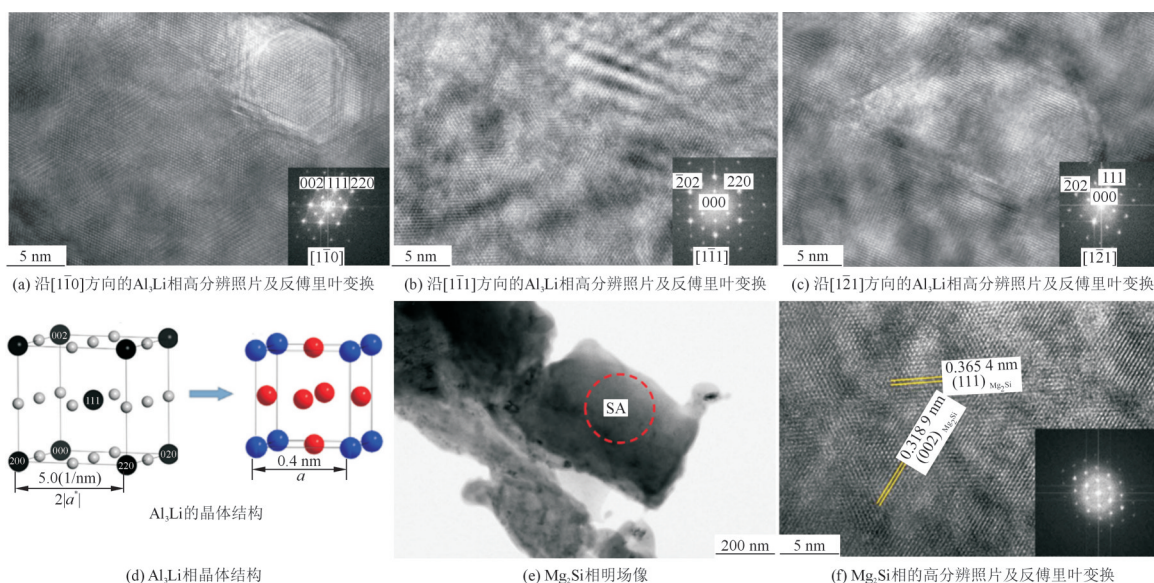 002
111
220
[11̅0]
5 nm
(a) 沿[11̅0]方向的Al₃Li相高分辨照片及反傅里叶变换
2̅02
220
000
[11̅1]
5 nm
(b) 沿[11̅1]方向的Al₃Li相高分辨照片及反傅里叶变换
2̅02
111
000
[12̅1]
5 nm
(c) 沿[12̅1]方向的Al₃Li相高分辨照片及反傅里叶变换
002
111
000
020
200
220
5.0(1/nm)
2|a*|
0.4 nm
a
Al₃Li的晶体结构
(d) Al₃Li相晶体结构
SA
200 nm
(e) Mg₂Si相明场像
0.365 4 nm
(111) Mg₂Si
0.318 9 nm
(002) Mg₂Si
5 nm
(f) Mg₂Si相的高分辨照片及反傅里叶变换